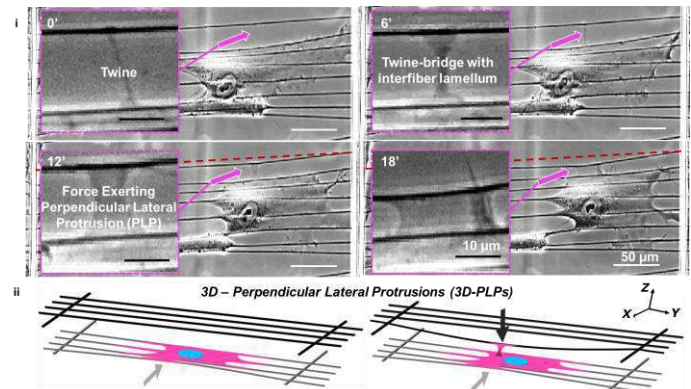 i
0’
Twine
6’
Twine-bridge with
interfiber lamellum
12’
Force Exerting
Perpendicular Lateral
Protrusion (PLP)
18’
10 µm
50 µm
ii
3D – Perpendicular Lateral Protrusions (3D-PLPs)
Z
X
Y